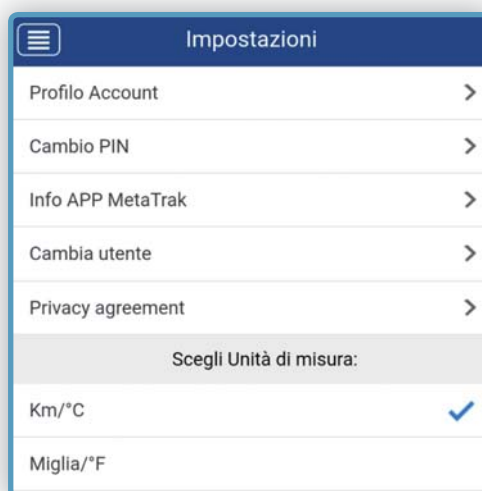 Impostazioni
Profilo Account
Cambio PIN
Info APP MetaTrak
Cambia utente
Privacy agreement
Scegli Unità di misura:
Km/°C
Miglia/°F